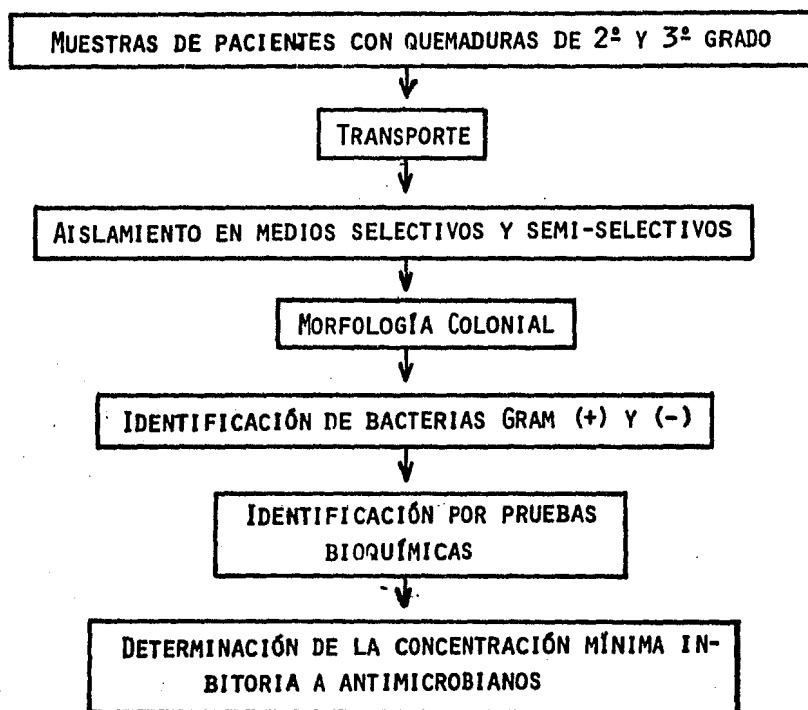 MUESTRAS DE PACIENTES CON QUEMADURAS DE 2º Y 3º GRADO
TRANSPORTE
AISLAMIENTO EN MEDIOS SELECTIVOS Y SEMI-SELECTIVOS
MORFOLOGÍA COLONIAL
IDENTIFICACIÓN DE BACTERIAS GRAM (+) Y (-)
IDENTIFICACIÓN POR PRUEBAS
BIOQUÍMICAS
DETERMINACIÓN DE LA CONCENTRACIÓN MÍNIMA IN-
BITORIA A ANTIMICROBIANOS